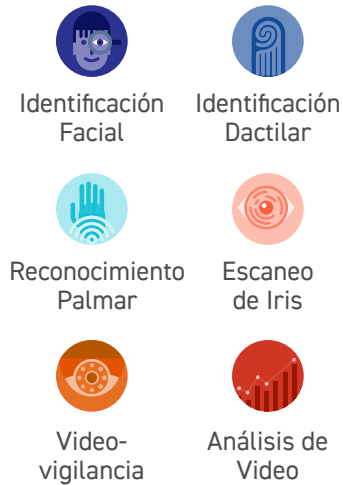 Identificación
Facial
Identificación
Dactilar
Reconocimiento
Palmar
Escaneo
de Iris
Video-
vigilancia
Análisis de
Video